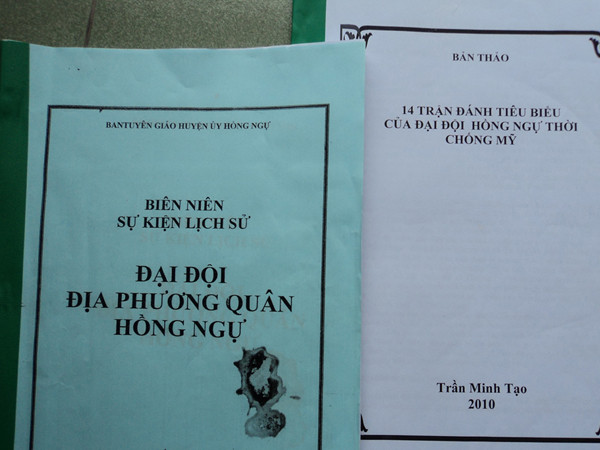 BANTUYÊN GIÁO HUYỆN ỦY HỒNG NGỰ
BIÊN NIÊN
SỰ KIỆN LỊCH SỬ
ĐẠI ĐỘI
ĐỊA PHƯƠNG QUÂN
HỒNG NGỰ
BẢN THẢO
14 TRẬN ĐÁNH TIÊU BIỂU
CỦA ĐẠI ĐỘI HỒNG NGỰ THỜI
CHỐNG MỸ
Trần Minh Tạo
2010